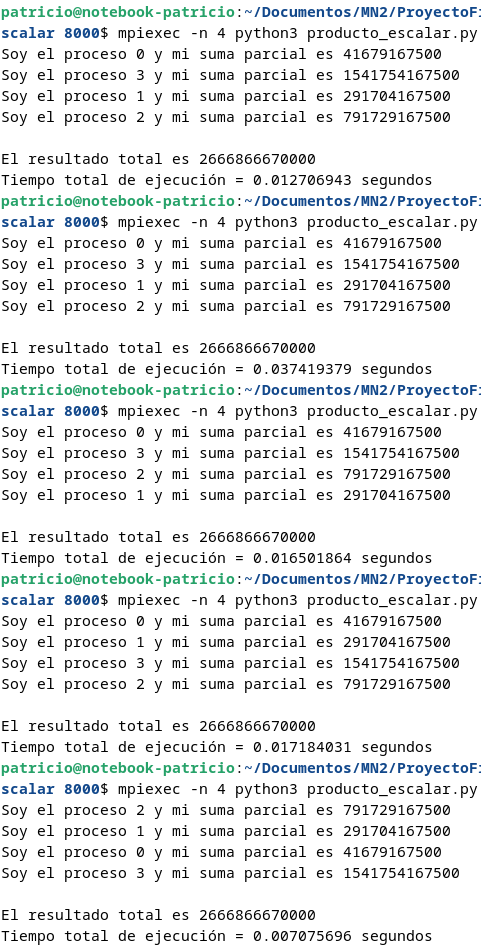 patricio@notebook-patricio:~/Documentos/MN2/ProyectoFi
scalar 8000$ mpiexec -n 4 python3 producto_escalar.py
Soy el proceso 0 y mi suma parcial es 41679167500
Soy el proceso 3 y mi suma parcial es 1541754167500
Soy el proceso 1 y mi suma parcial es 291704167500
Soy el proceso 2 y mi suma parcial es 791729167500

El resultado total es 2666866670000
Tiempo total de ejecución = 0.012706943 segundos
patricio@notebook-patricio:~/Documentos/MN2/ProyectoFi
scalar 8000$ mpiexec -n 4 python3 producto_escalar.py
Soy el proceso 0 y mi suma parcial es 41679167500
Soy el proceso 3 y mi suma parcial es 1541754167500
Soy el proceso 1 y mi suma parcial es 291704167500
Soy el proceso 2 y mi suma parcial es 791729167500

El resultado total es 2666866670000
Tiempo total de ejecución = 0.037419379 segundos
patricio@notebook-patricio:~/Documentos/MN2/ProyectoFi
scalar 8000$ mpiexec -n 4 python3 producto_escalar.py
Soy el proceso 0 y mi suma parcial es 41679167500
Soy el proceso 3 y mi suma parcial es 1541754167500
Soy el proceso 2 y mi suma parcial es 791729167500
Soy el proceso 1 y mi suma parcial es 291704167500

El resultado total es 2666866670000
Tiempo total de ejecución = 0.016501864 segundos
patricio@notebook-patricio:~/Documentos/MN2/ProyectoFi
scalar 8000$ mpiexec -n 4 python3 producto_escalar.py
Soy el proceso 0 y mi suma parcial es 41679167500
Soy el proceso 1 y mi suma parcial es 291704167500
Soy el proceso 3 y mi suma parcial es 1541754167500
Soy el proceso 2 y mi suma parcial es 791729167500

El resultado total es 2666866670000
Tiempo total de ejecución = 0.017184031 segundos
patricio@notebook-patricio:~/Documentos/MN2/ProyectoFi
scalar 8000$ mpiexec -n 4 python3 producto_escalar.py
Soy el proceso 2 y mi suma parcial es 791729167500
Soy el proceso 1 y mi suma parcial es 291704167500
Soy el proceso 0 y mi suma parcial es 41679167500
Soy el proceso 3 y mi suma parcial es 1541754167500

El resultado total es 2666866670000
Tiempo total de ejecución = 0.007075696 segundos